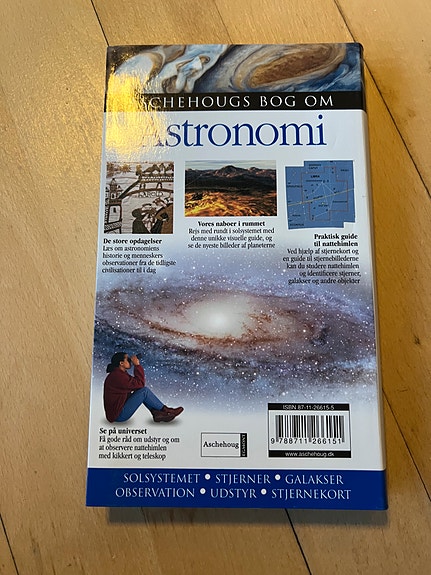 SCHEHOUGS BOG OM
Astronomi
De store opdagelser
Læs om astronomiens
historie og menneskers
observationer fra de tidligste
civilisationer til i dag
Vores naboer i rummet
Rejs med rundt i solsystemet med
denne unikke visuelle guide, og
se de nyeste billeder af planeterne
Praktisk guide
til nattehimlen
Ved hjælp af stjernekort og
en guide til stjernebillederne
kan du studere nattehimlen
og identificere stjerner,
galakser og andre objekter
Se på universet
Få gode råd om udstyr og om
at observere nattehimlen
med kikkert og teleskop
Aschehoug
EGMONT
ISBN 87-11-26615-5
9 788711 266151
www.aschehoug.dk
SOLSYSTEMET • STJERNER • GALAKSER
OBSERVATION • UDSTYR • STJERNEKORT